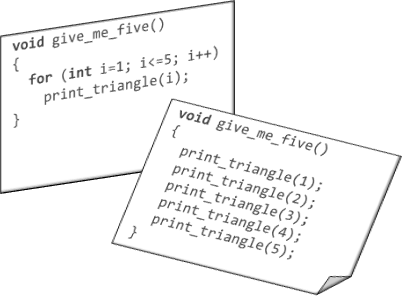 void give_me_five()
{
for (int i=1; i<=5; i++)
print_triangle(i);
}
void give_me_five()
{
print_triangle(1);
print_triangle(2);
print_triangle(3);
print_triangle(4);
print_triangle(5);
}